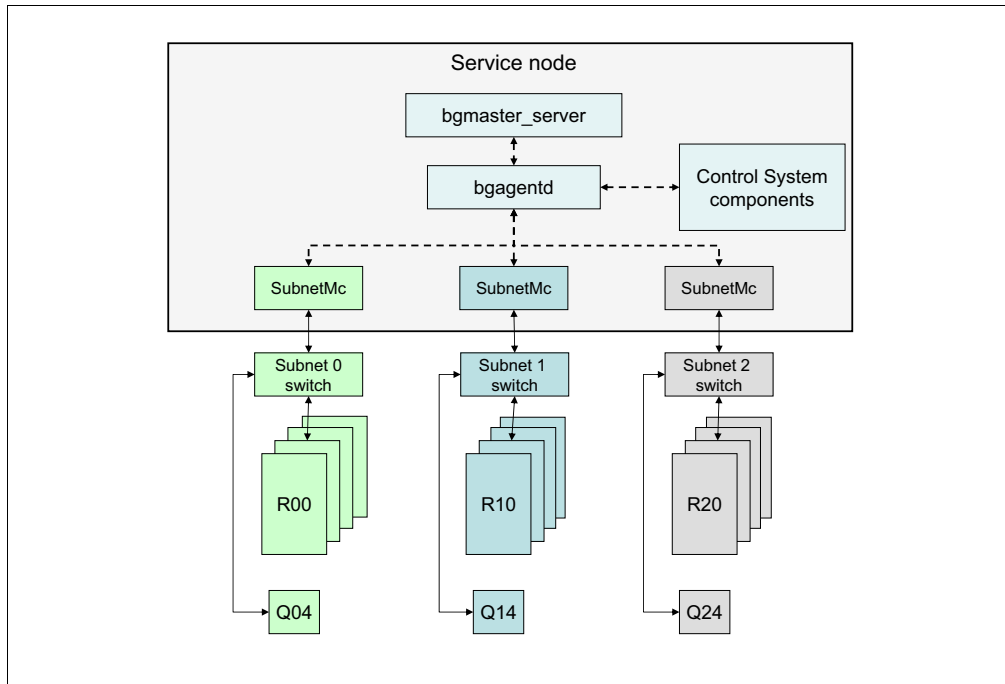 Service node
bgmaster_server
bgagentd
Control System
components
SubnetMc
SubnetMc
SubnetMc
Subnet 0
switch
Subnet 1
switch
Subnet 2
switch
R00
R10
R20
Q04
Q14
Q24